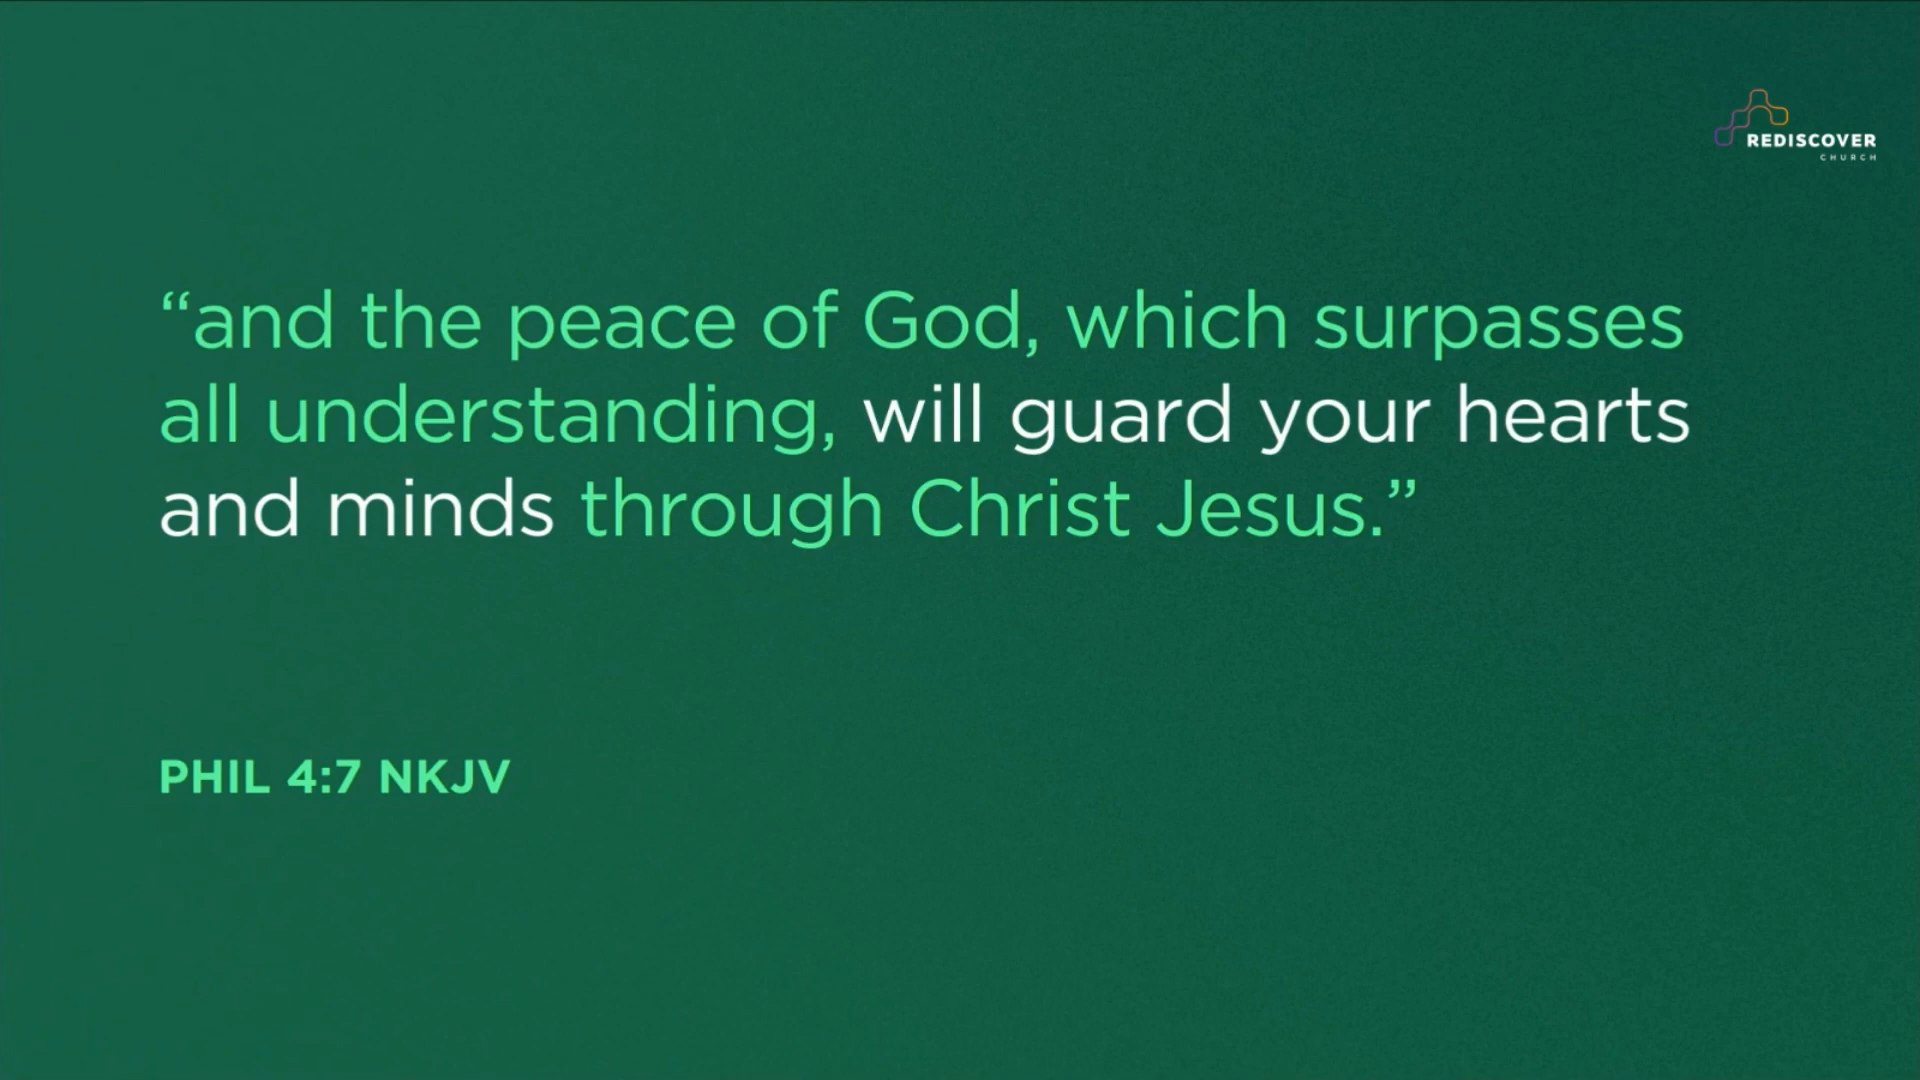 REDISCOVER
CHURCH
“and the peace of God, which surpasses
all understanding, will guard your hearts
and minds through Christ Jesus.”
PHIL 4:7 NKJV